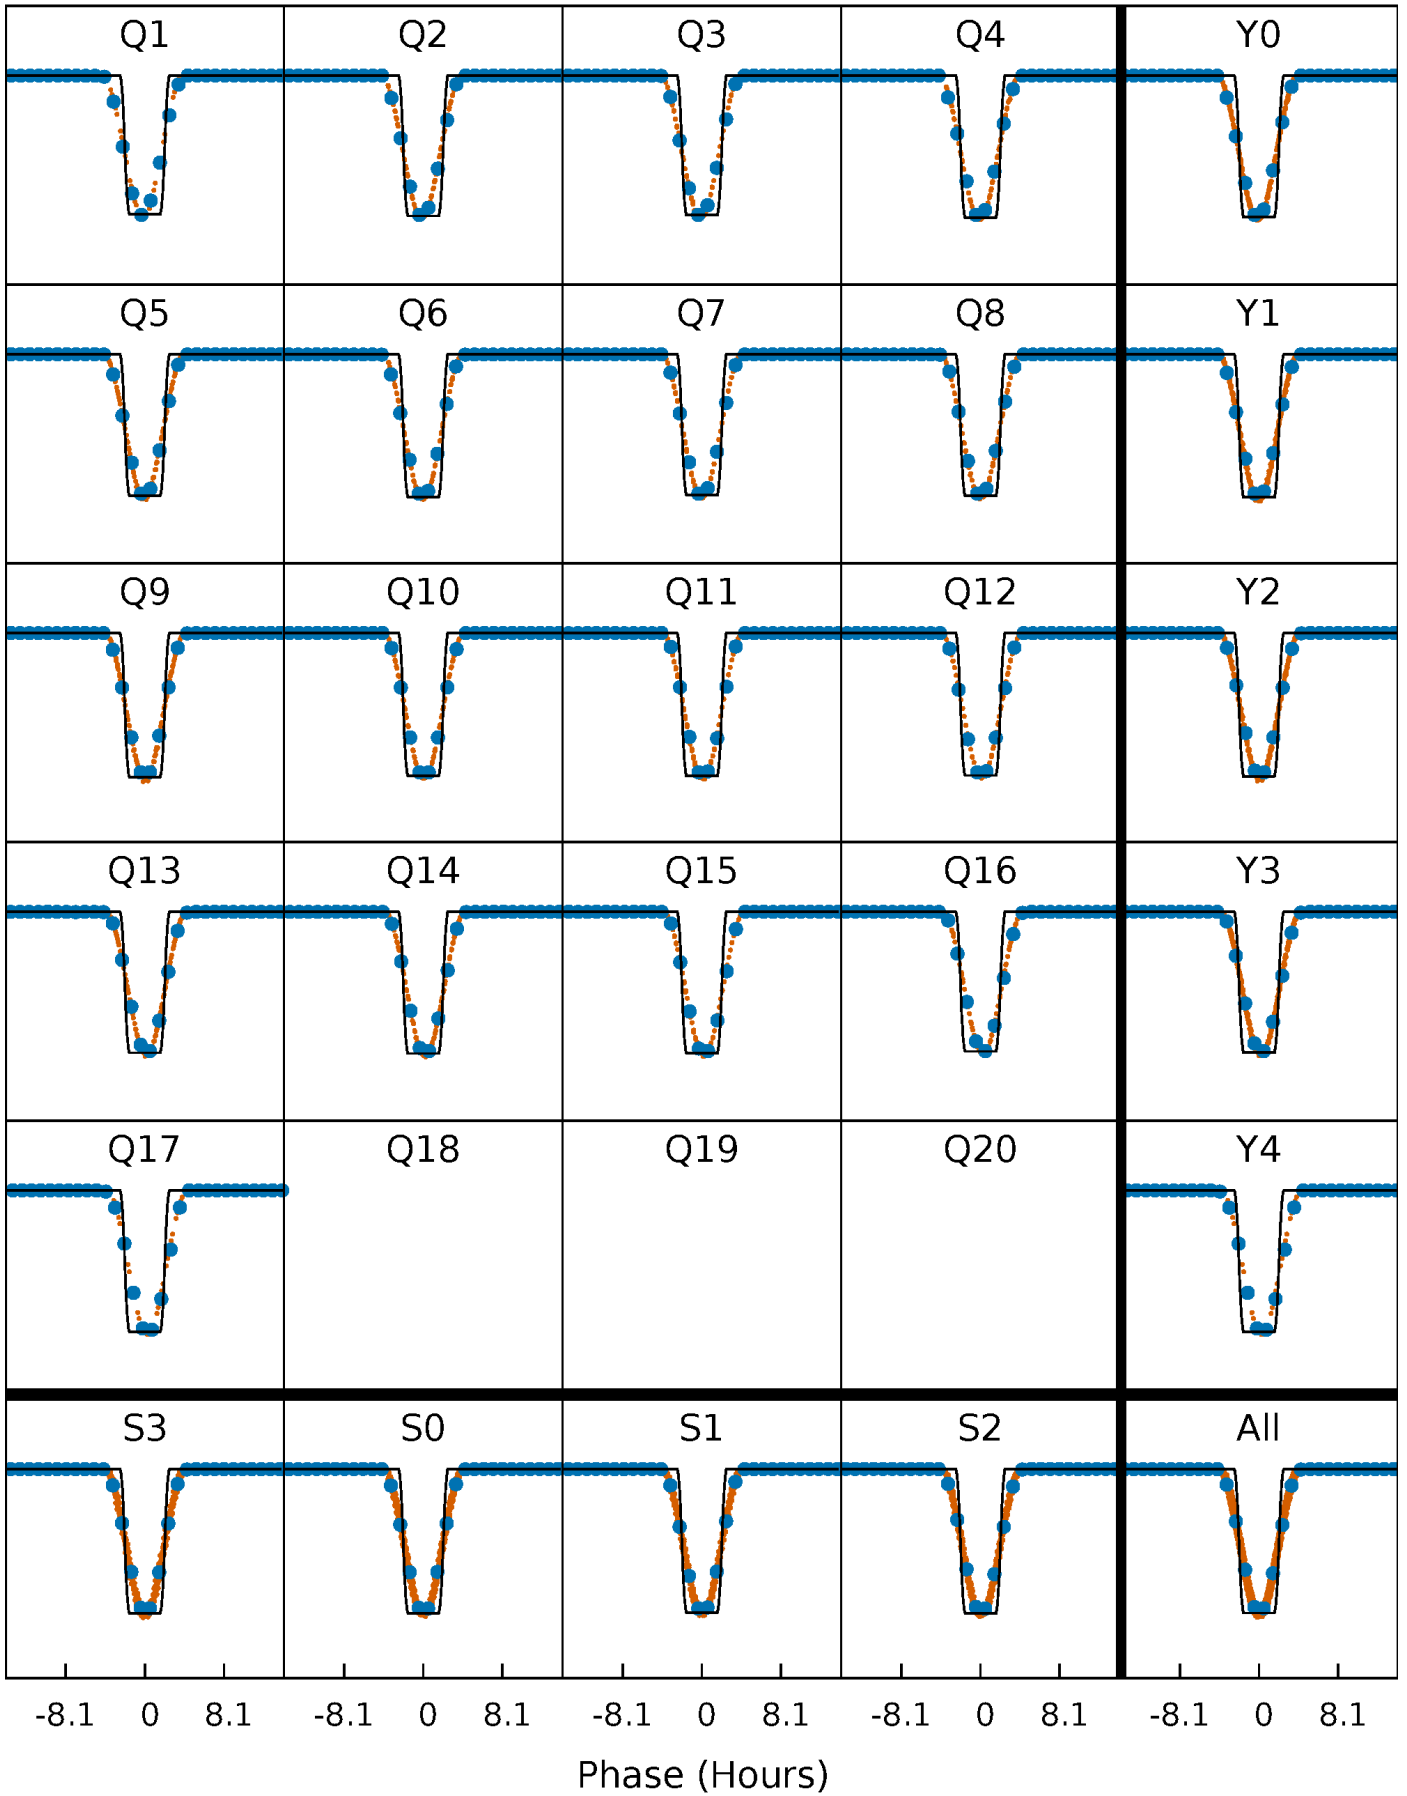 Q1 Q2 Q3 Q4 Y0
Q5 Q6 Q7 Q8 Y1
Q9 Q10 Q11 Q12 Y2
Q13 Q14 Q15 Q16 Y3
Q17 Q18 Q19 Q20 Y4
S3 S0 S1 S2 All
-8.1 0 8.1 -8.1 0 8.1 -8.1 0 8.1 -8.1 0 8.1 -8.1 0 8.1
Phase (Hours)